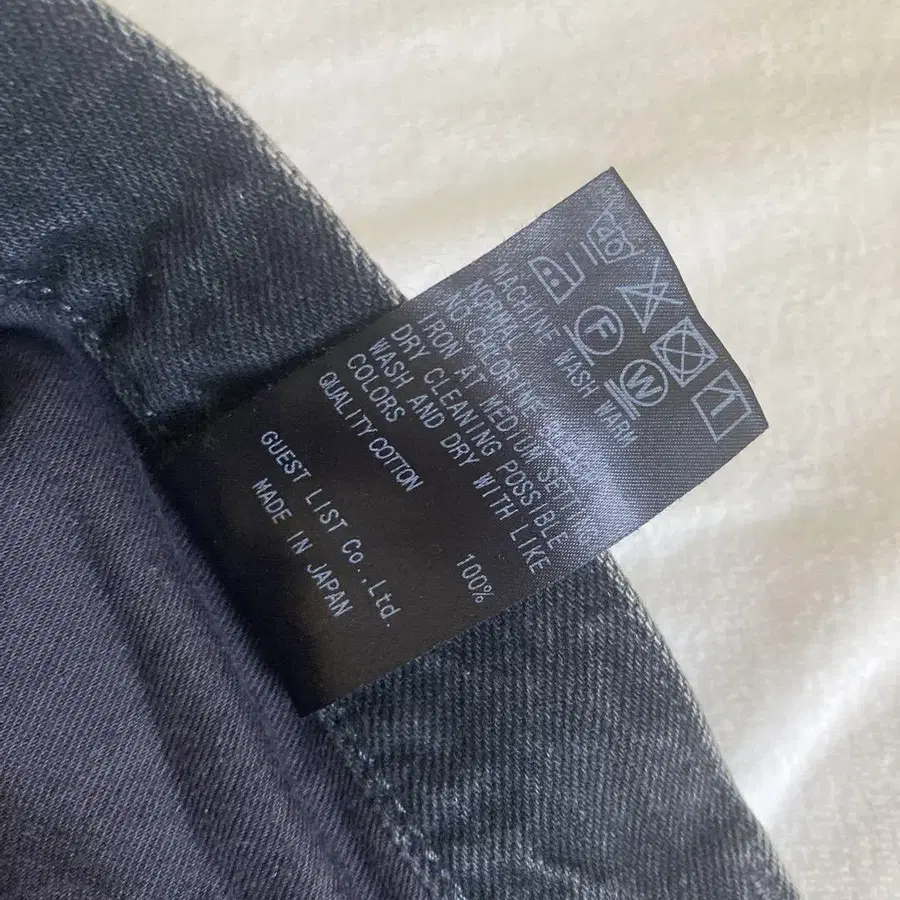 MACHINE WASH WARM
NORMAL
NO CHLORINE
IRON AT MEDIUM SETTING
DRY CLEANING POSSIBLE
WASH AND DRY WITH LIKE
COLORS
QUALITY COTTON 100%
GUEST LIST Co.,Ltd.
MADE IN JAPAN
F
W